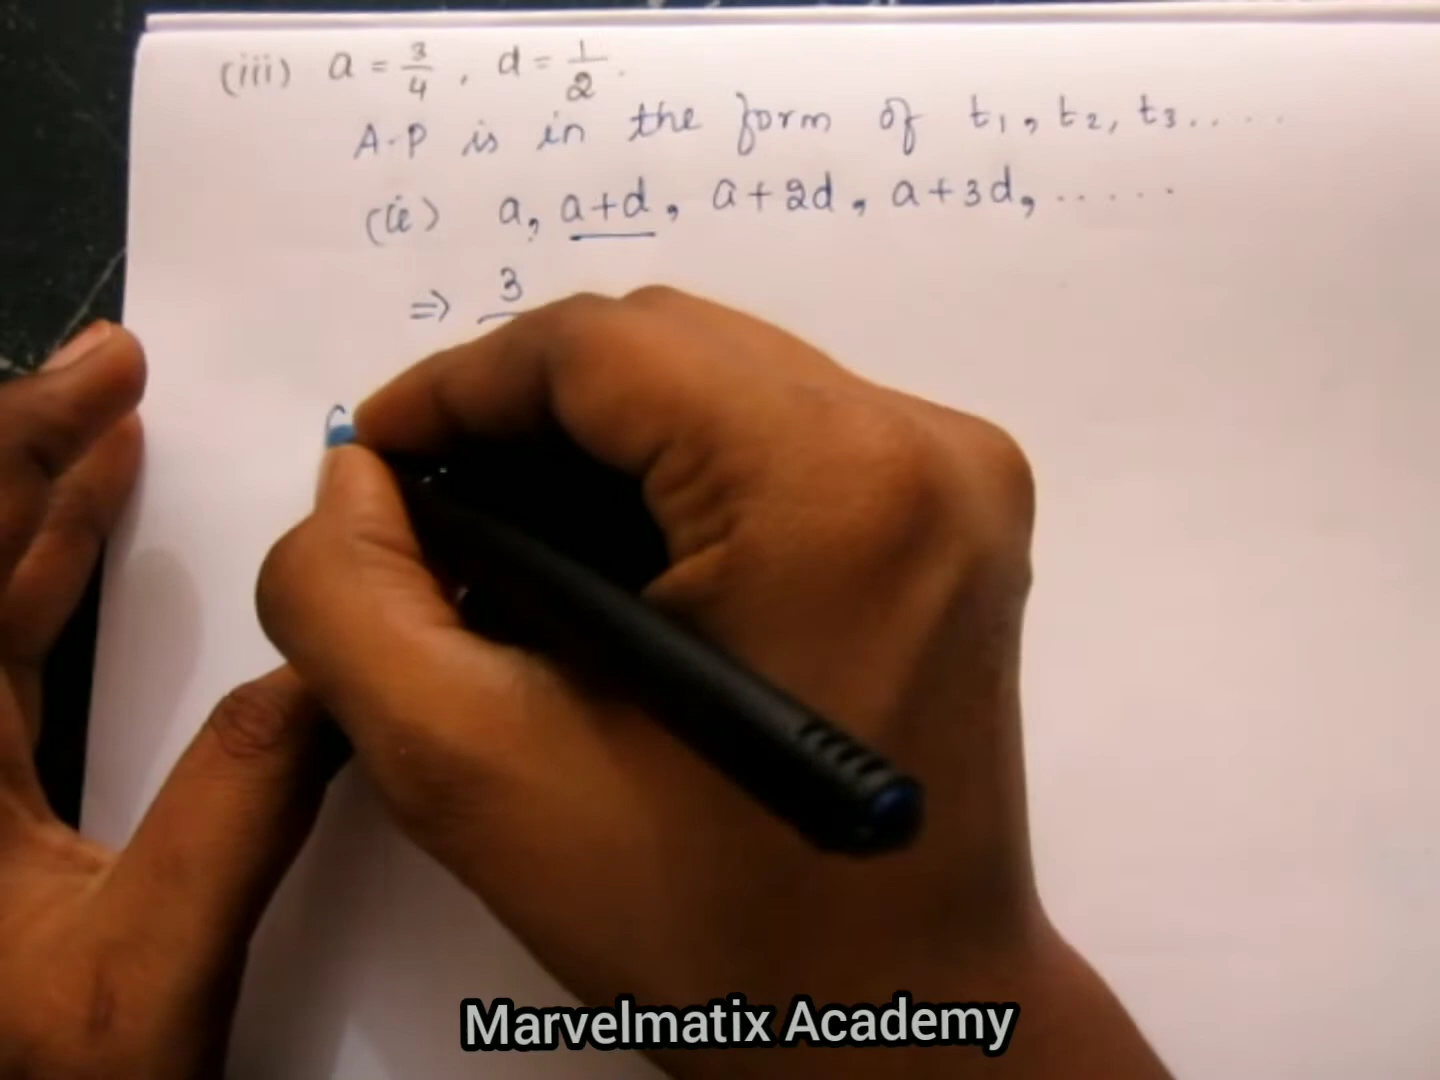 (iii) a = 3/4 , d = 1/2.
A.P is in the form of t1, t2, t3.....
(ie) a, a+d, a+2d, a+3d, .....
⇒ 3
Marvelmatix Academy